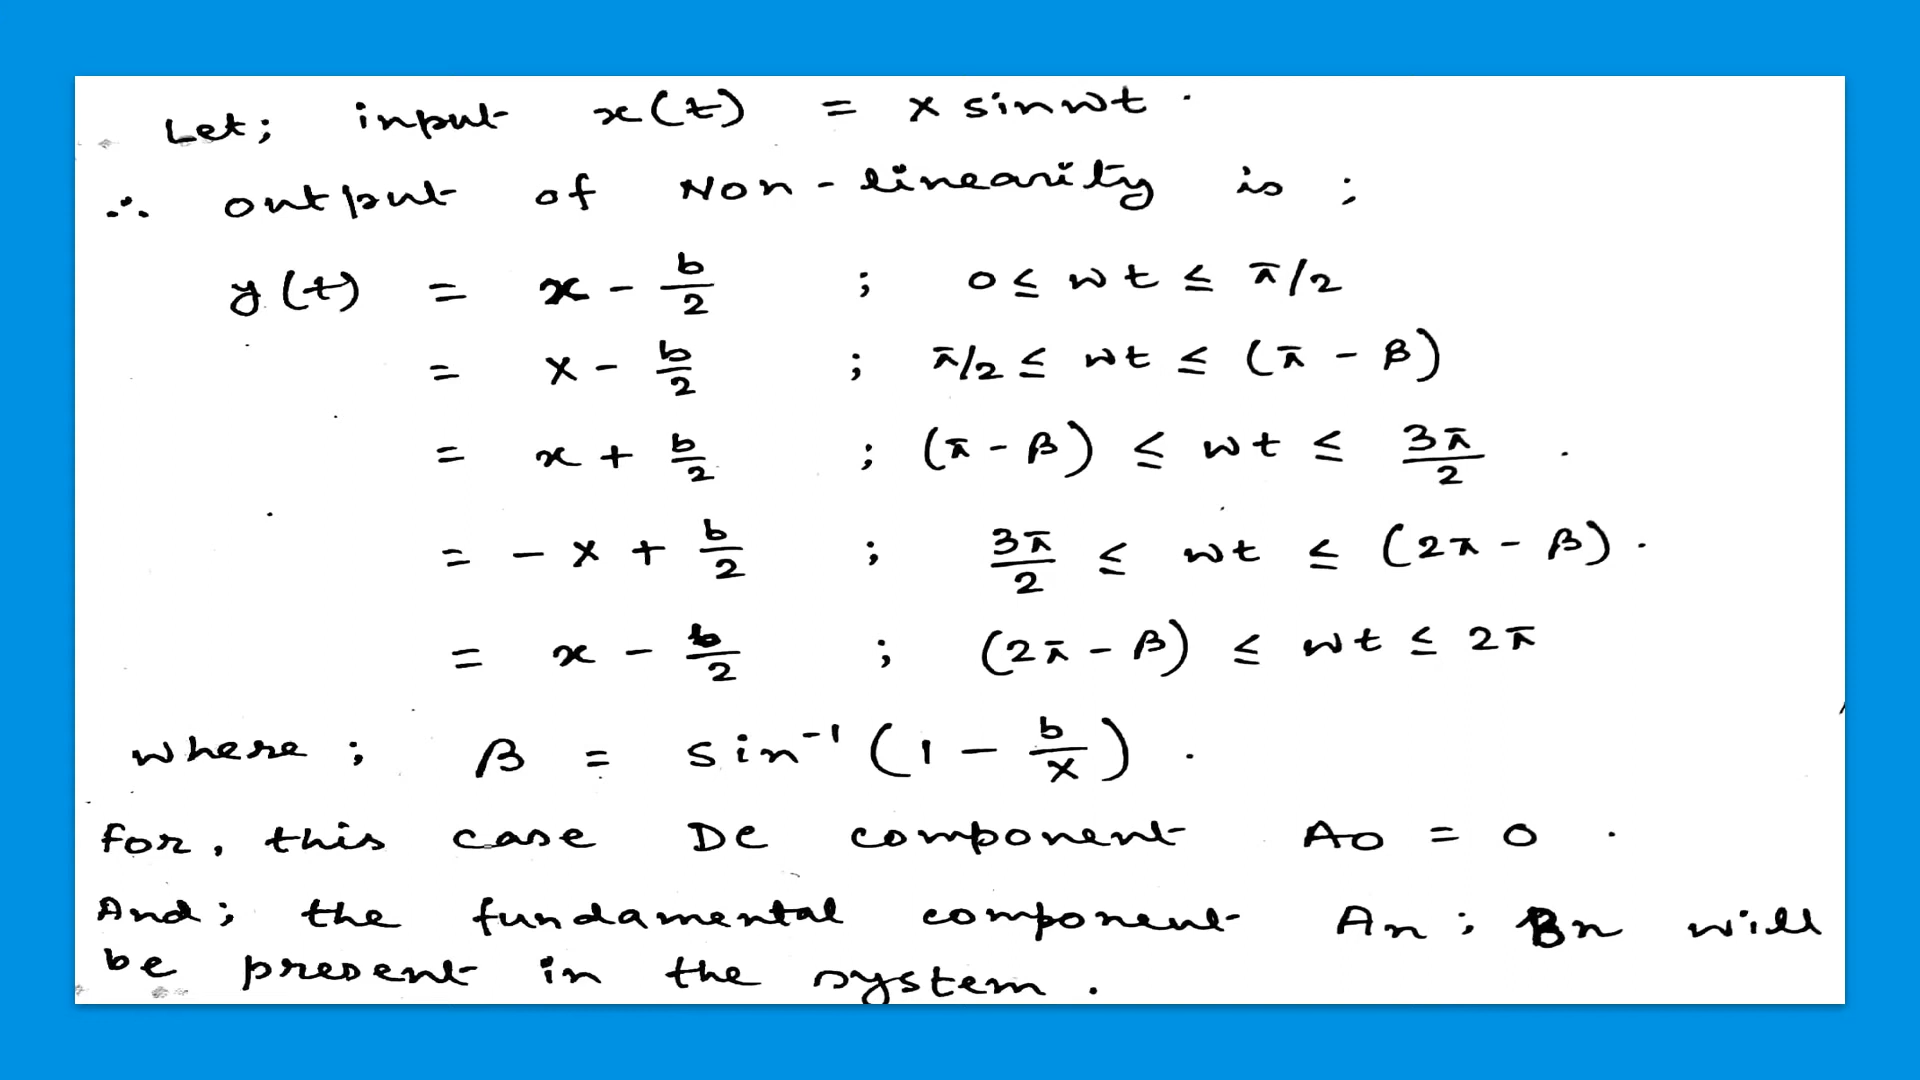 Let; input x(t) = X sinωt.
∴ output of Non-linearity is;
y(t) = x - b/2 ; 0 ≤ ωt ≤ π/2
= X - b/2 ; π/2 ≤ ωt ≤ (π - β)
= x + b/2 ; (π - β) ≤ ωt ≤ 3π/2.
= - X + b/2 ; 3π/2 ≤ ωt ≤ (2π - β).
= x - b/2 ; (2π - β) ≤ ωt ≤ 2π
where; β = sin⁻¹(1 - b/X).
for, this case DC component A0 = 0.
And; the fundamental component An; Bn will
be present in the system.